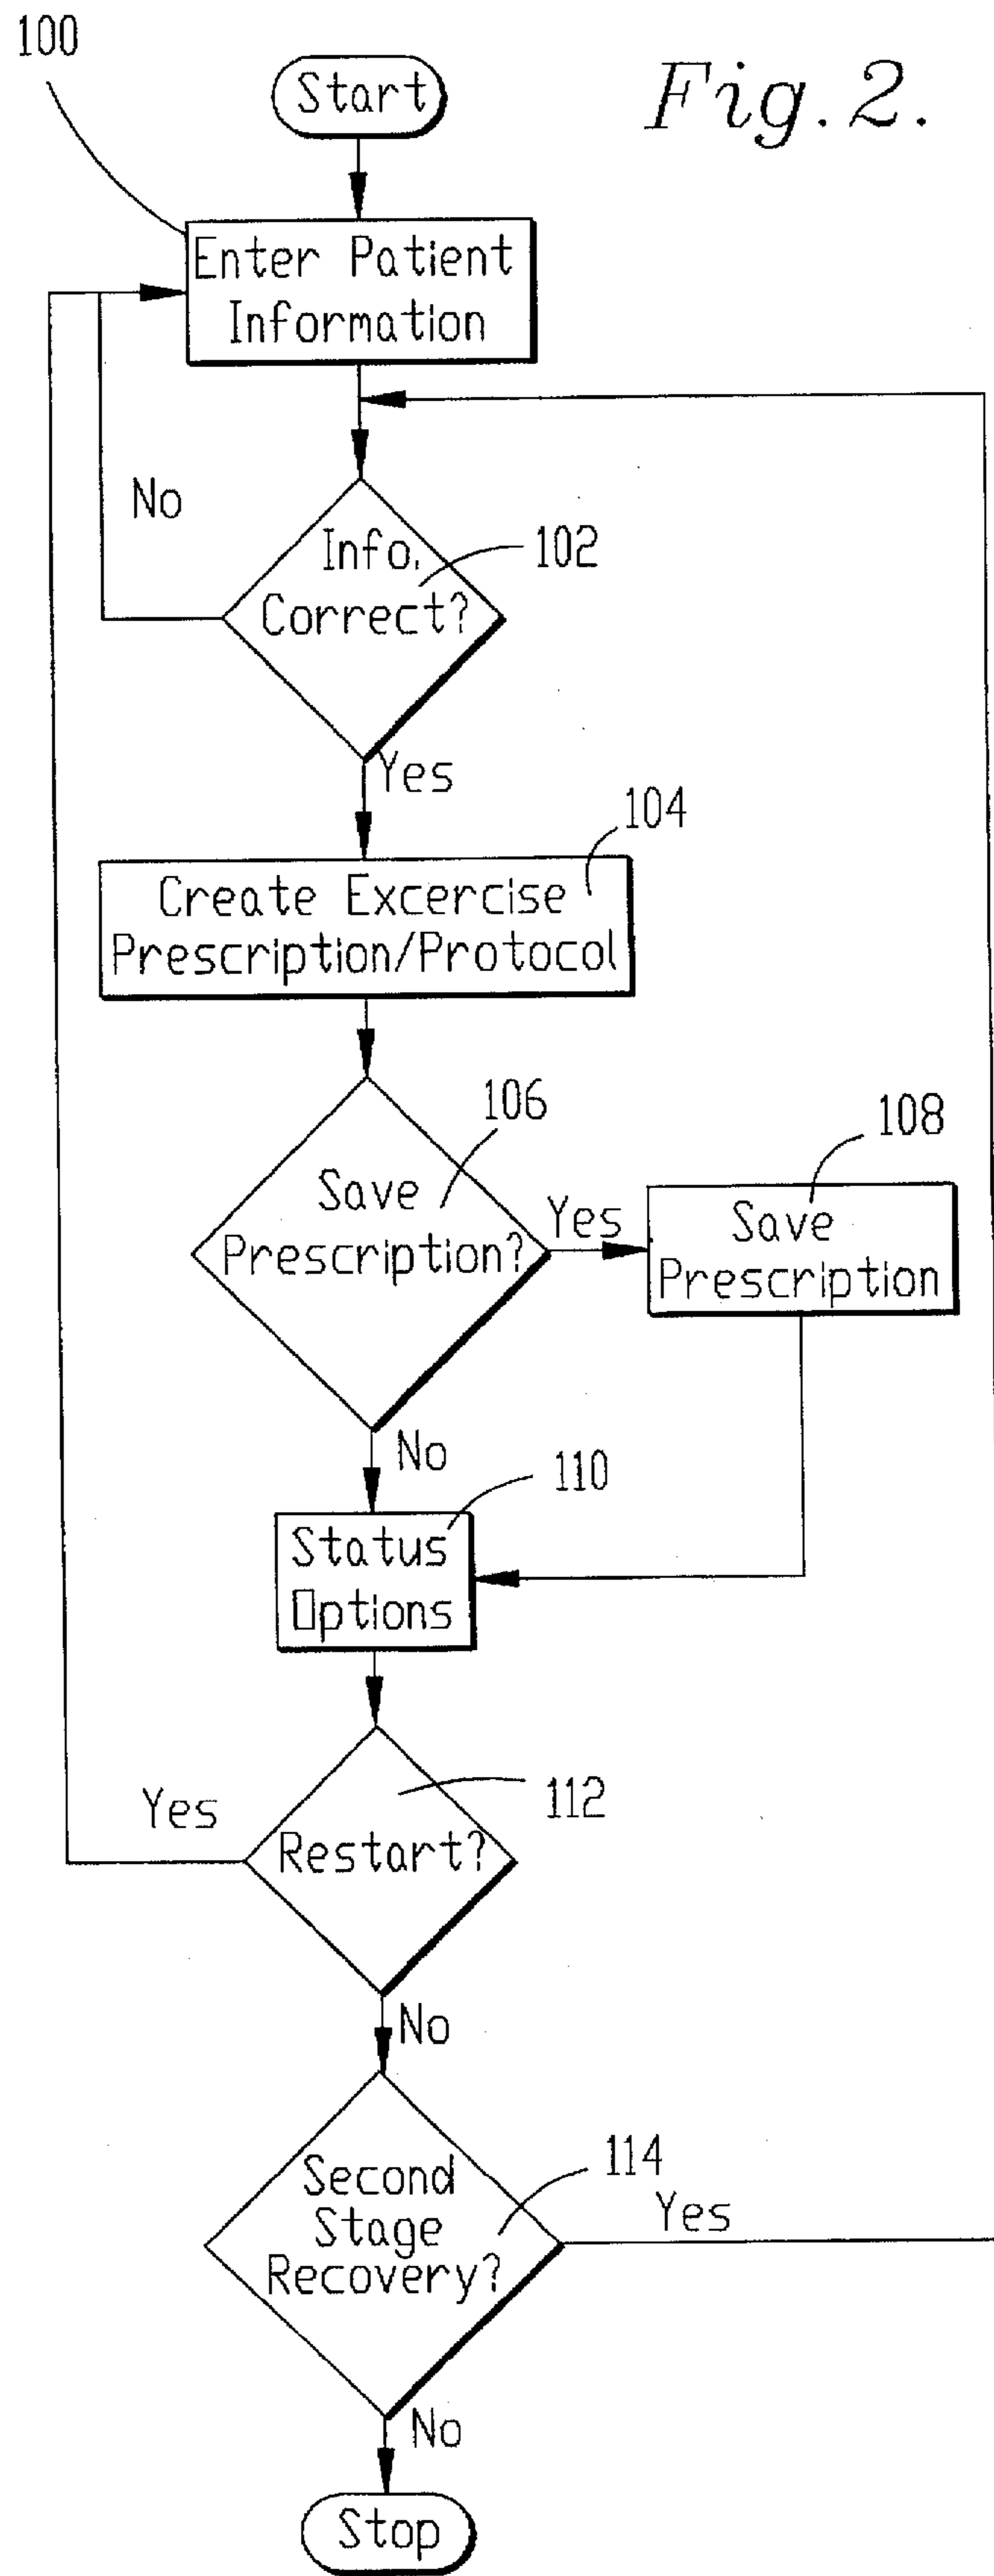 100
Start
Fig. 2.
Enter Patient
Information
No
Info.
Correct?
102
Yes
104
Create Excercise
Prescription/Protocol
106
Save
Prescription?
Yes
108
Save
Prescription
No
110
Status
Options
Yes
112
Restart?
No
114
Second
Stage
Recovery?
Yes
No
Stop